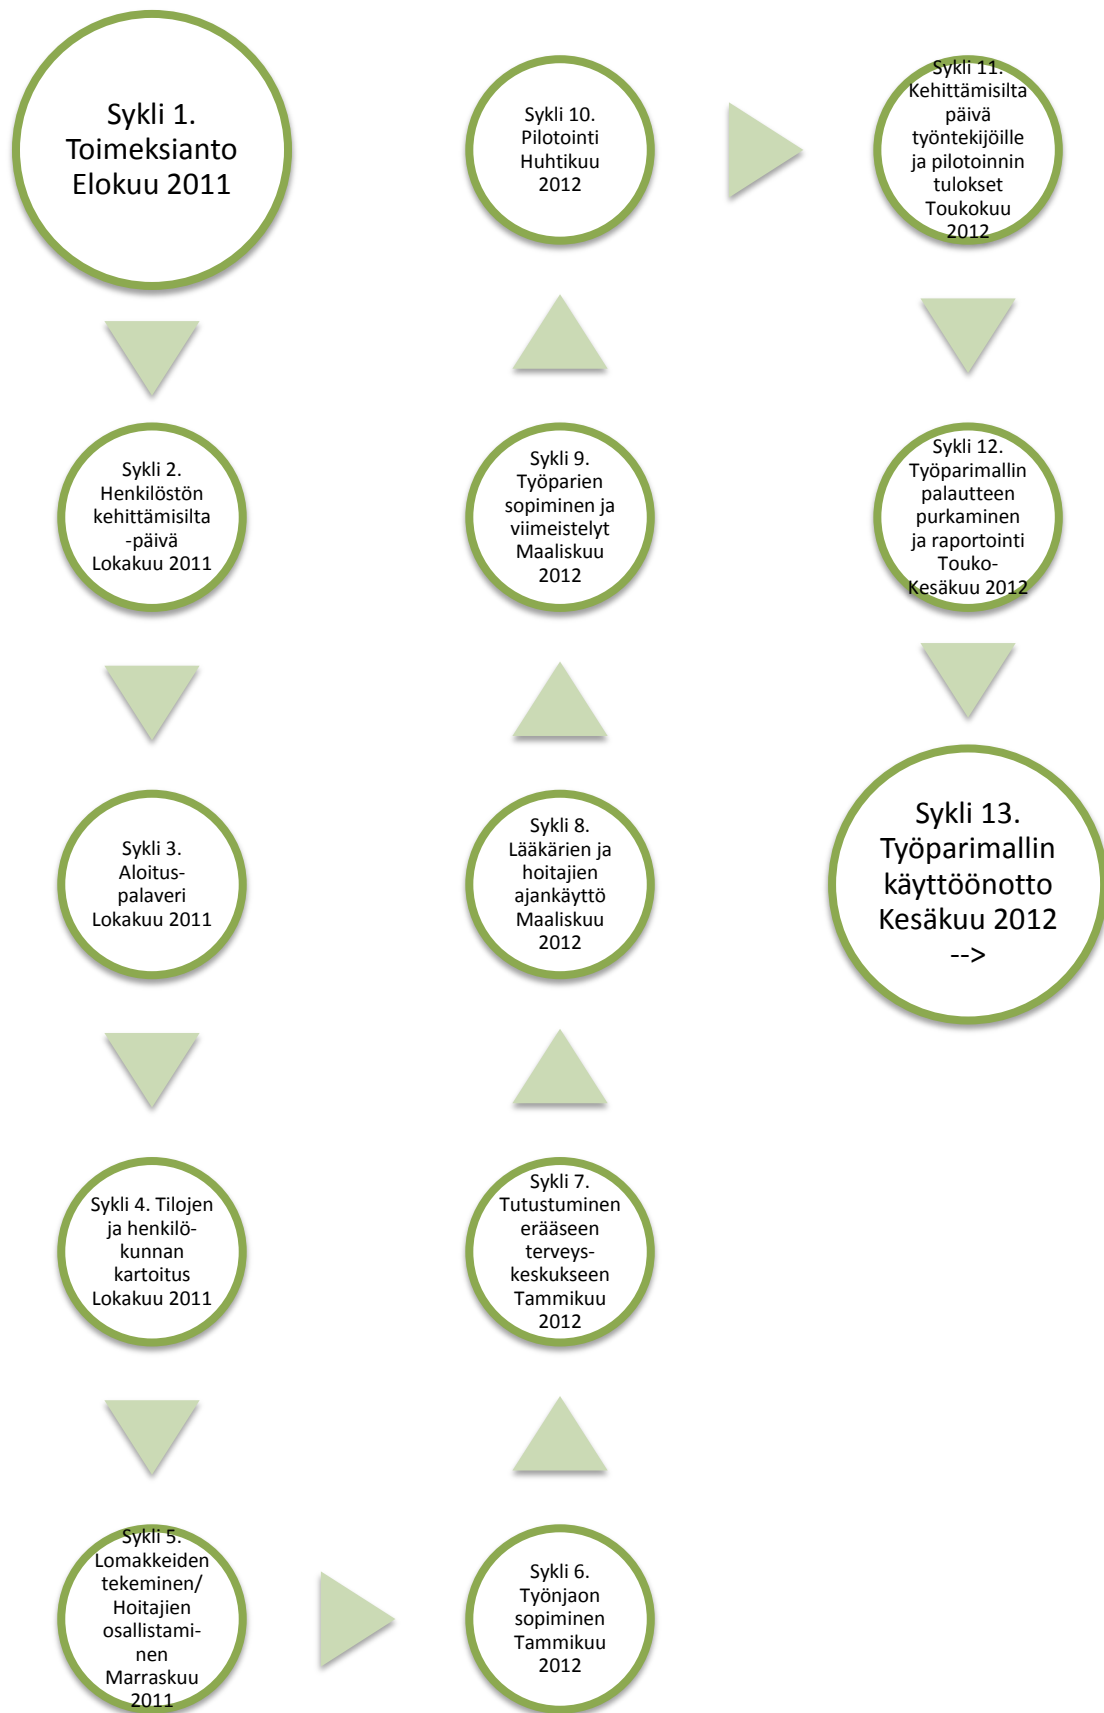 Sykli 1.
Toimeksianto
Elokuu 2011
Sykli 2.
Henkilöstön
kehittämisilta
-päivä
Lokakuu 2011
Sykli 3.
Aloitus-
palaveri
Lokakuu 2011
Sykli 4. Tilojen
ja henkilö-
kunnan
kartoitus
Lokakuu 2011
Sykli 5.
Lomakkeiden
tekeminen/
Hoitajien
osallistami-
nen
Marraskuu
2011
Sykli 6.
Työnjaon
sopiminen
Tammikuu
2012
Sykli 7.
Tutustuminen
erääseen
terveys-
keskukseen
Tammikuu
2012
Sykli 8.
Lääkärien ja
hoitajien
ajankäyttö
Maaliskuu
2012
Sykli 9.
Työparien
sopiminen ja
viimeistelyt
Maaliskuu
2012
Sykli 10.
Pilotointi
Huhtikuu
2012
Sykli 11.
Kehittämisilta
päivä
työntekijöille
ja pilotoinnin
tulokset
Toukokuu
2012
Sykli 12.
Työparimallin
palautteen
purkaminen
ja raportointi
Touko-
Kesäkuu 2012
Sykli 13.
Työparimallin
käyttöönotto
Kesäkuu 2012
-->